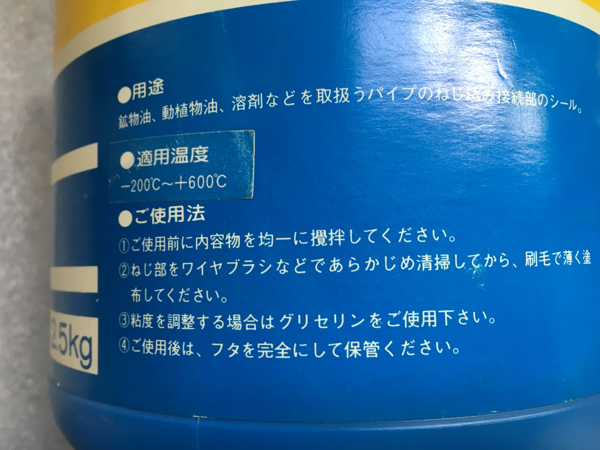 ●用途
鉱物油、動植物油、溶剤などを取扱うパイプのねじ込み接続部のシール。
●適用温度
−200℃〜+600℃
●ご使用法
①ご使用前に内容物を均一に攪拌してください。
②ねじ部をワイヤブラシなどであらかじめ清掃してから、刷毛で薄く塗
布してください。
③粘度を調整する場合はグリセリンをご使用下さい。
④ご使用後は、フタを完全にして保管ください。
25kg